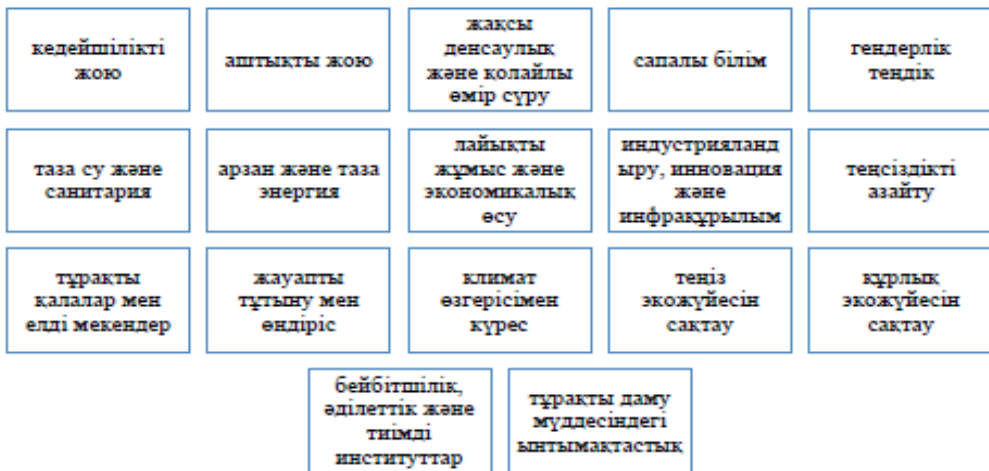 кедейшілікті
жою
аштықты жою
жақсы
денсаулық
және қолайлы
өмір сүру
сапалы білім
гендерлік
теңдік
таза су және
санитария
арзан және таза
энергия
лайықты
жұмыс және
экономикалық
өсу
индустрияланд
ыру, инновация
және
инфрақұрылым
теңсіздікті
азайту
тұрақты
қалалар мен
елді мекендер
жауапты
тұтыну мен
өндіріс
климат
өзгерісімен
күрес
теңіз
экожүйесін
сақтау
құрлық
экожүйесін
сақтау
бейбітшілік,
әділеттік және
тиімді
институттар
тұрақты даму
мүддесіндегі
ынтымақтастық